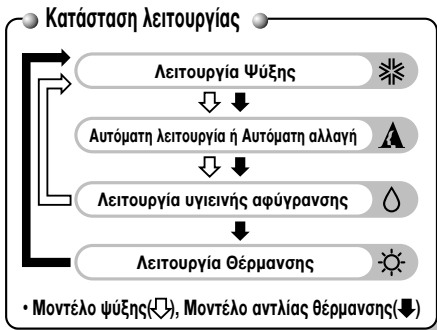 Κατάσταση λειτουργίας
Λειτουργία Ψύξης
Αυτόματη λειτουργία ή Αυτόματη αλλαγή
Λειτουργία υγιεινής αφύγρανσης
Λειτουργία Θέρμανσης
• Μοντέλο ψύξης(⇩), Μοντέλο αντλίας θέρμανσης(⬇)